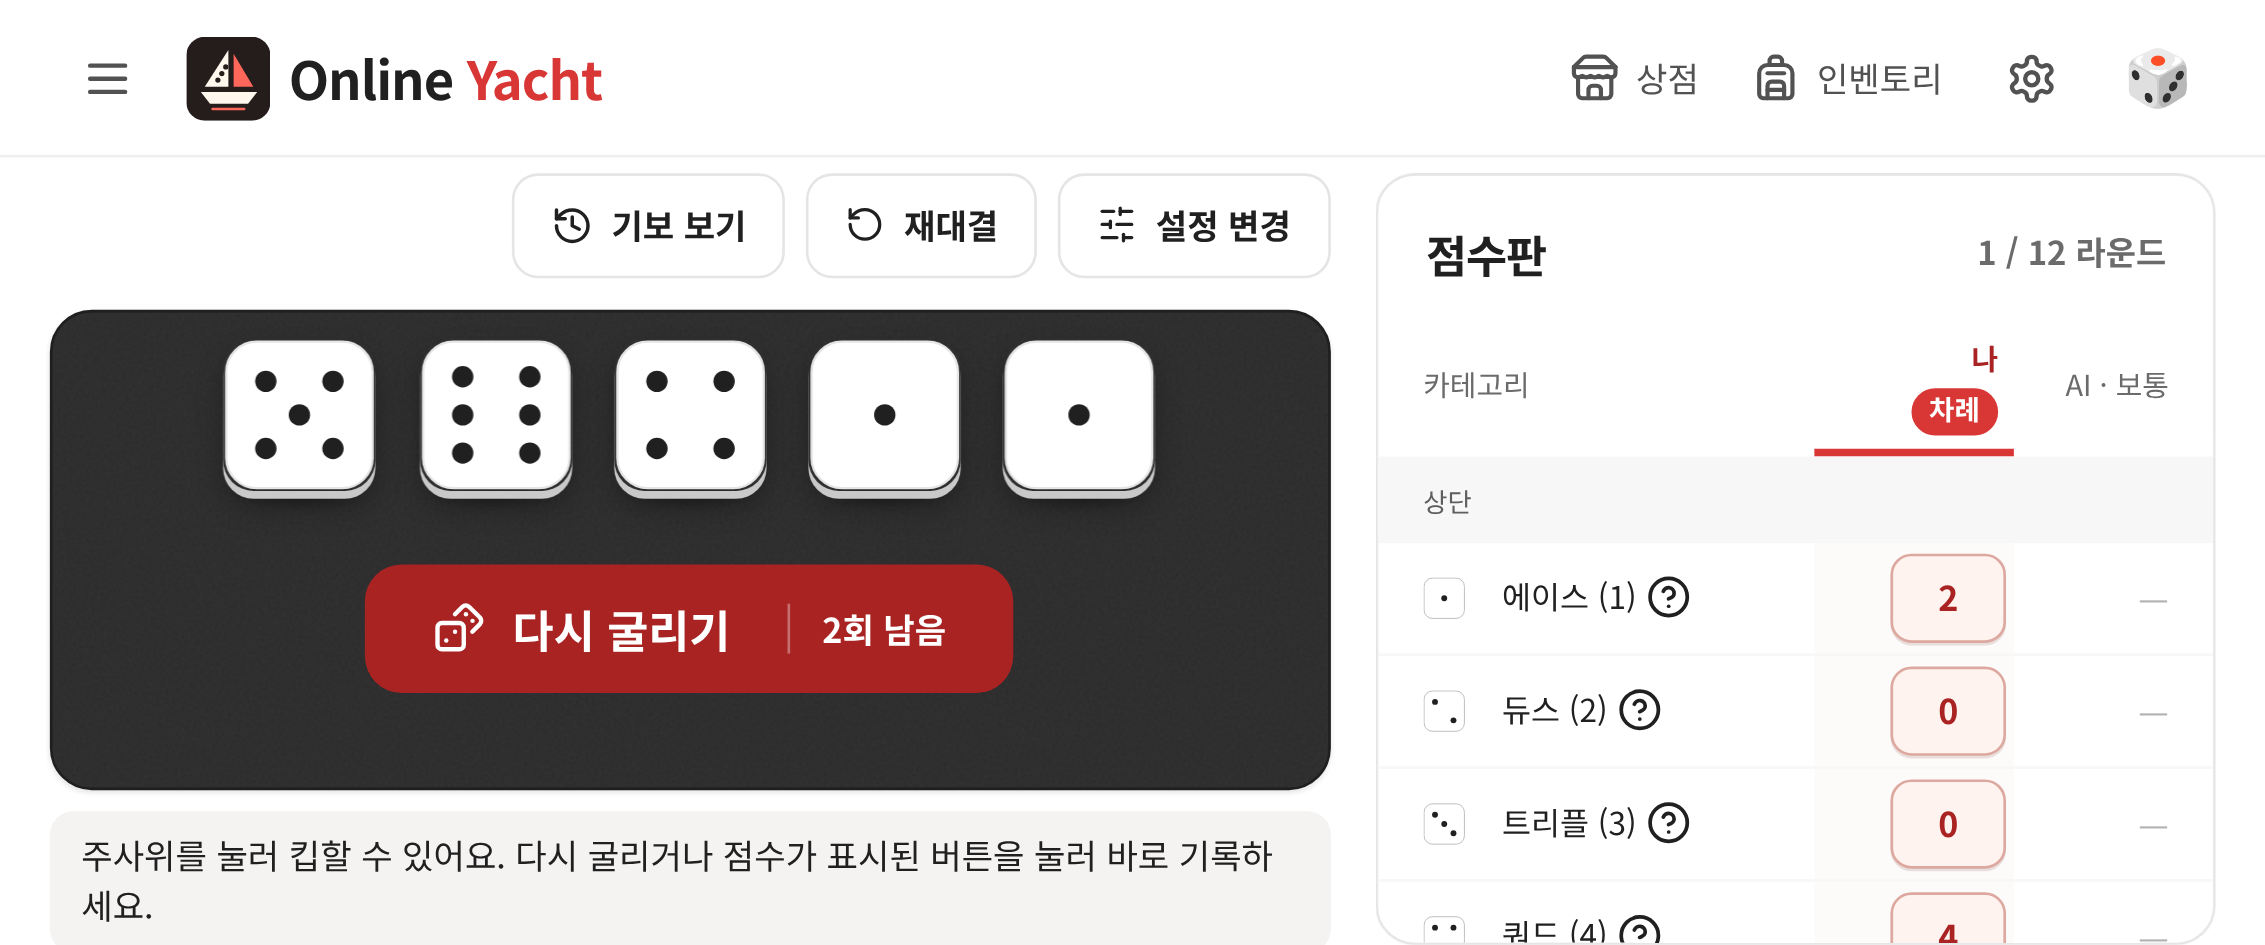 Online Yacht
상점
인벤토리
기보 보기
재대결
설정 변경
다시 굴리기
2회 남음
주사위를 눌러 킵할 수 있어요. 다시 굴리거나 점수가 표시된 버튼을 눌러 바로 기록하
세요.
점수판
1 / 12 라운드
카테고리
나
차례
AI · 보통
상단
에이스 (1)
2
—
듀스 (2)
0
—
트리플 (3)
0
—
쿼드 (4)
4
—